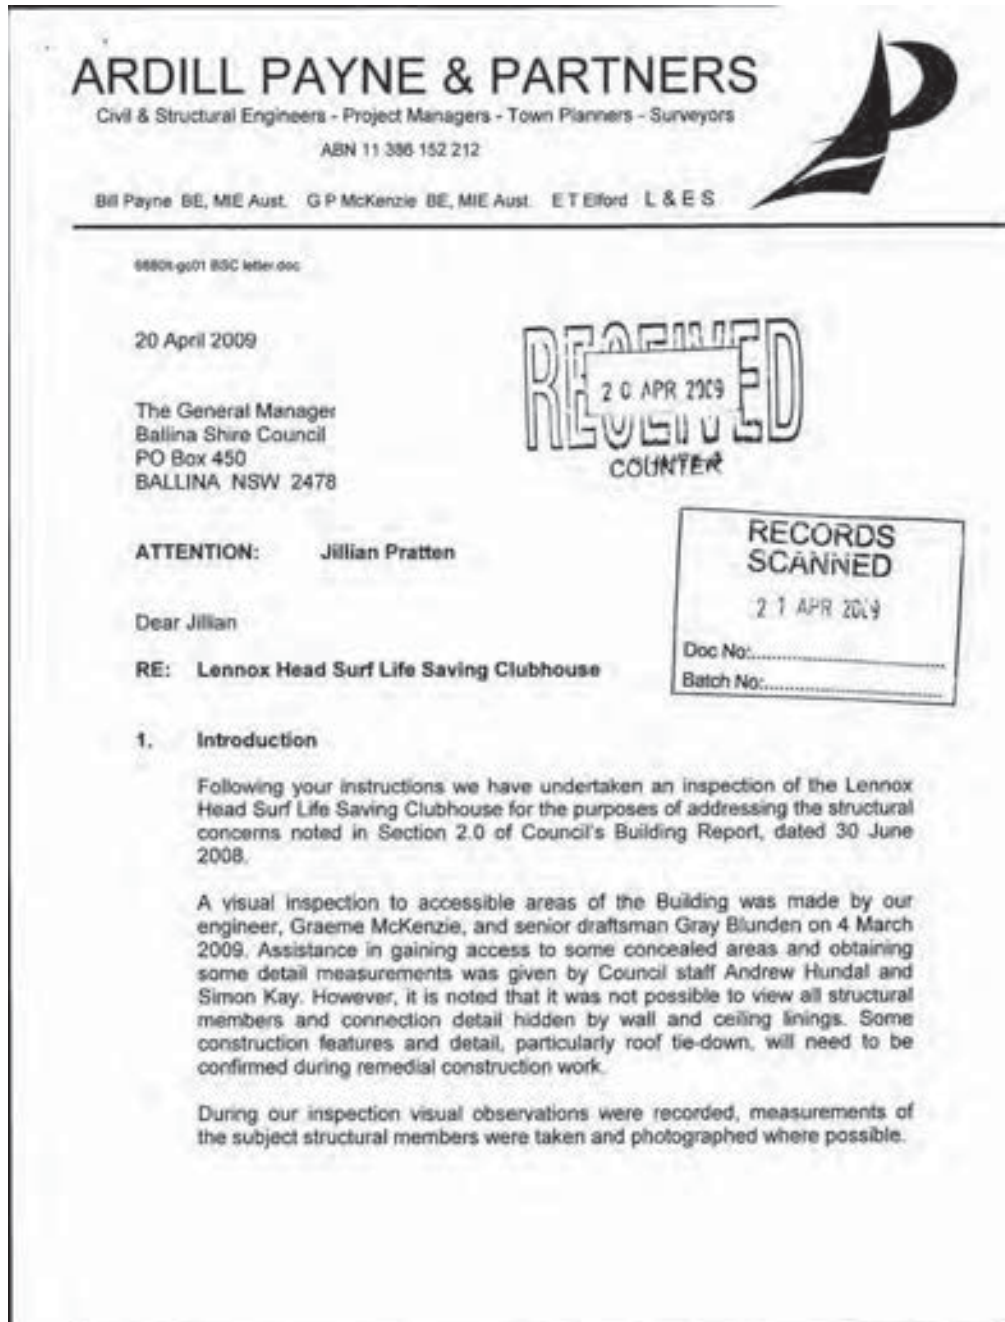 ARDILL PAYNE & PARTNERS
Civil & Structural Engineers - Project Managers - Town Planners - Surveyors
ABN 11 386 152 212
Bill Payne BE, MIE Aust. G P McKenzie BE, MIE Aust. E T Elford L & E S
BSC letter.doc
20 April 2009
RECEIVED
20 APR 2009
COUNTER
The General Manager
Ballina Shire Council
PO Box 450
BALLINA NSW 2478
ATTENTION: Jillian Pratten
RECORDS
SCANNED
21 APR 2009
Doc No:
Batch No:
Dear Jillian
RE: Lennox Head Surf Life Saving Clubhouse
1. Introduction
Following your instructions we have undertaken an inspection of the Lennox
Head Surf Life Saving Clubhouse for the purposes of addressing the structural
concerns noted in Section 2.0 of Council's Building Report, dated 30 June
2008.
A visual inspection to accessible areas of the Building was made by our
engineer, Graeme McKenzie, and senior draftsman Gray Blunden on 4 March
2009. Assistance in gaining access to some concealed areas and obtaining
some detail measurements was given by Council staff Andrew Hundal and
Simon Kay. However, it is noted that it was not possible to view all structural
members and connection detail hidden by wall and ceiling linings. Some
construction features and detail, particularly roof tie-down, will need to be
confirmed during remedial construction work.
During our inspection visual observations were recorded, measurements of
the subject structural members were taken and photographed where possible.